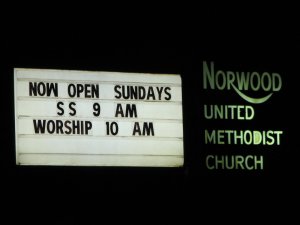 NOW OPEN SUNDAYS
SS 9 AM
WORSHIP 10 AM
NORWOOD
UNITED
METHODIST
CHURCH